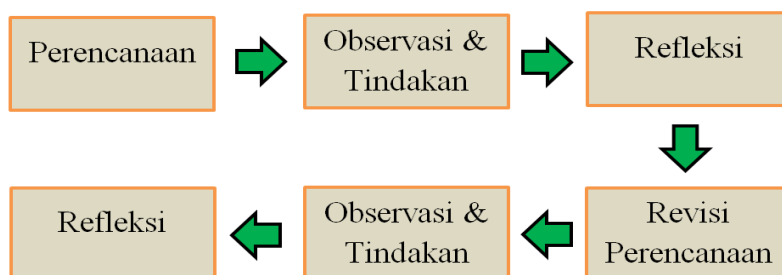 Perencanaan
Observasi &
Tindakan
Refleksi
Refleksi
Observasi &
Tindakan
Revisi
Perencanaan